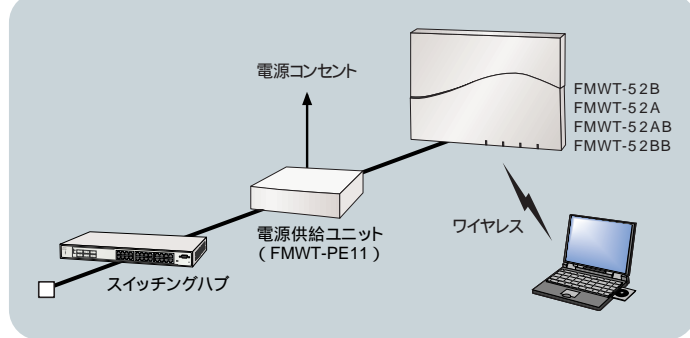 電源コンセント
FMWT-52B
FMWT-52A
FMWT-52AB
FMWT-52BB
電源供給ユニット
（FMWT-PE11）
ワイヤレス
スイッチングハブ